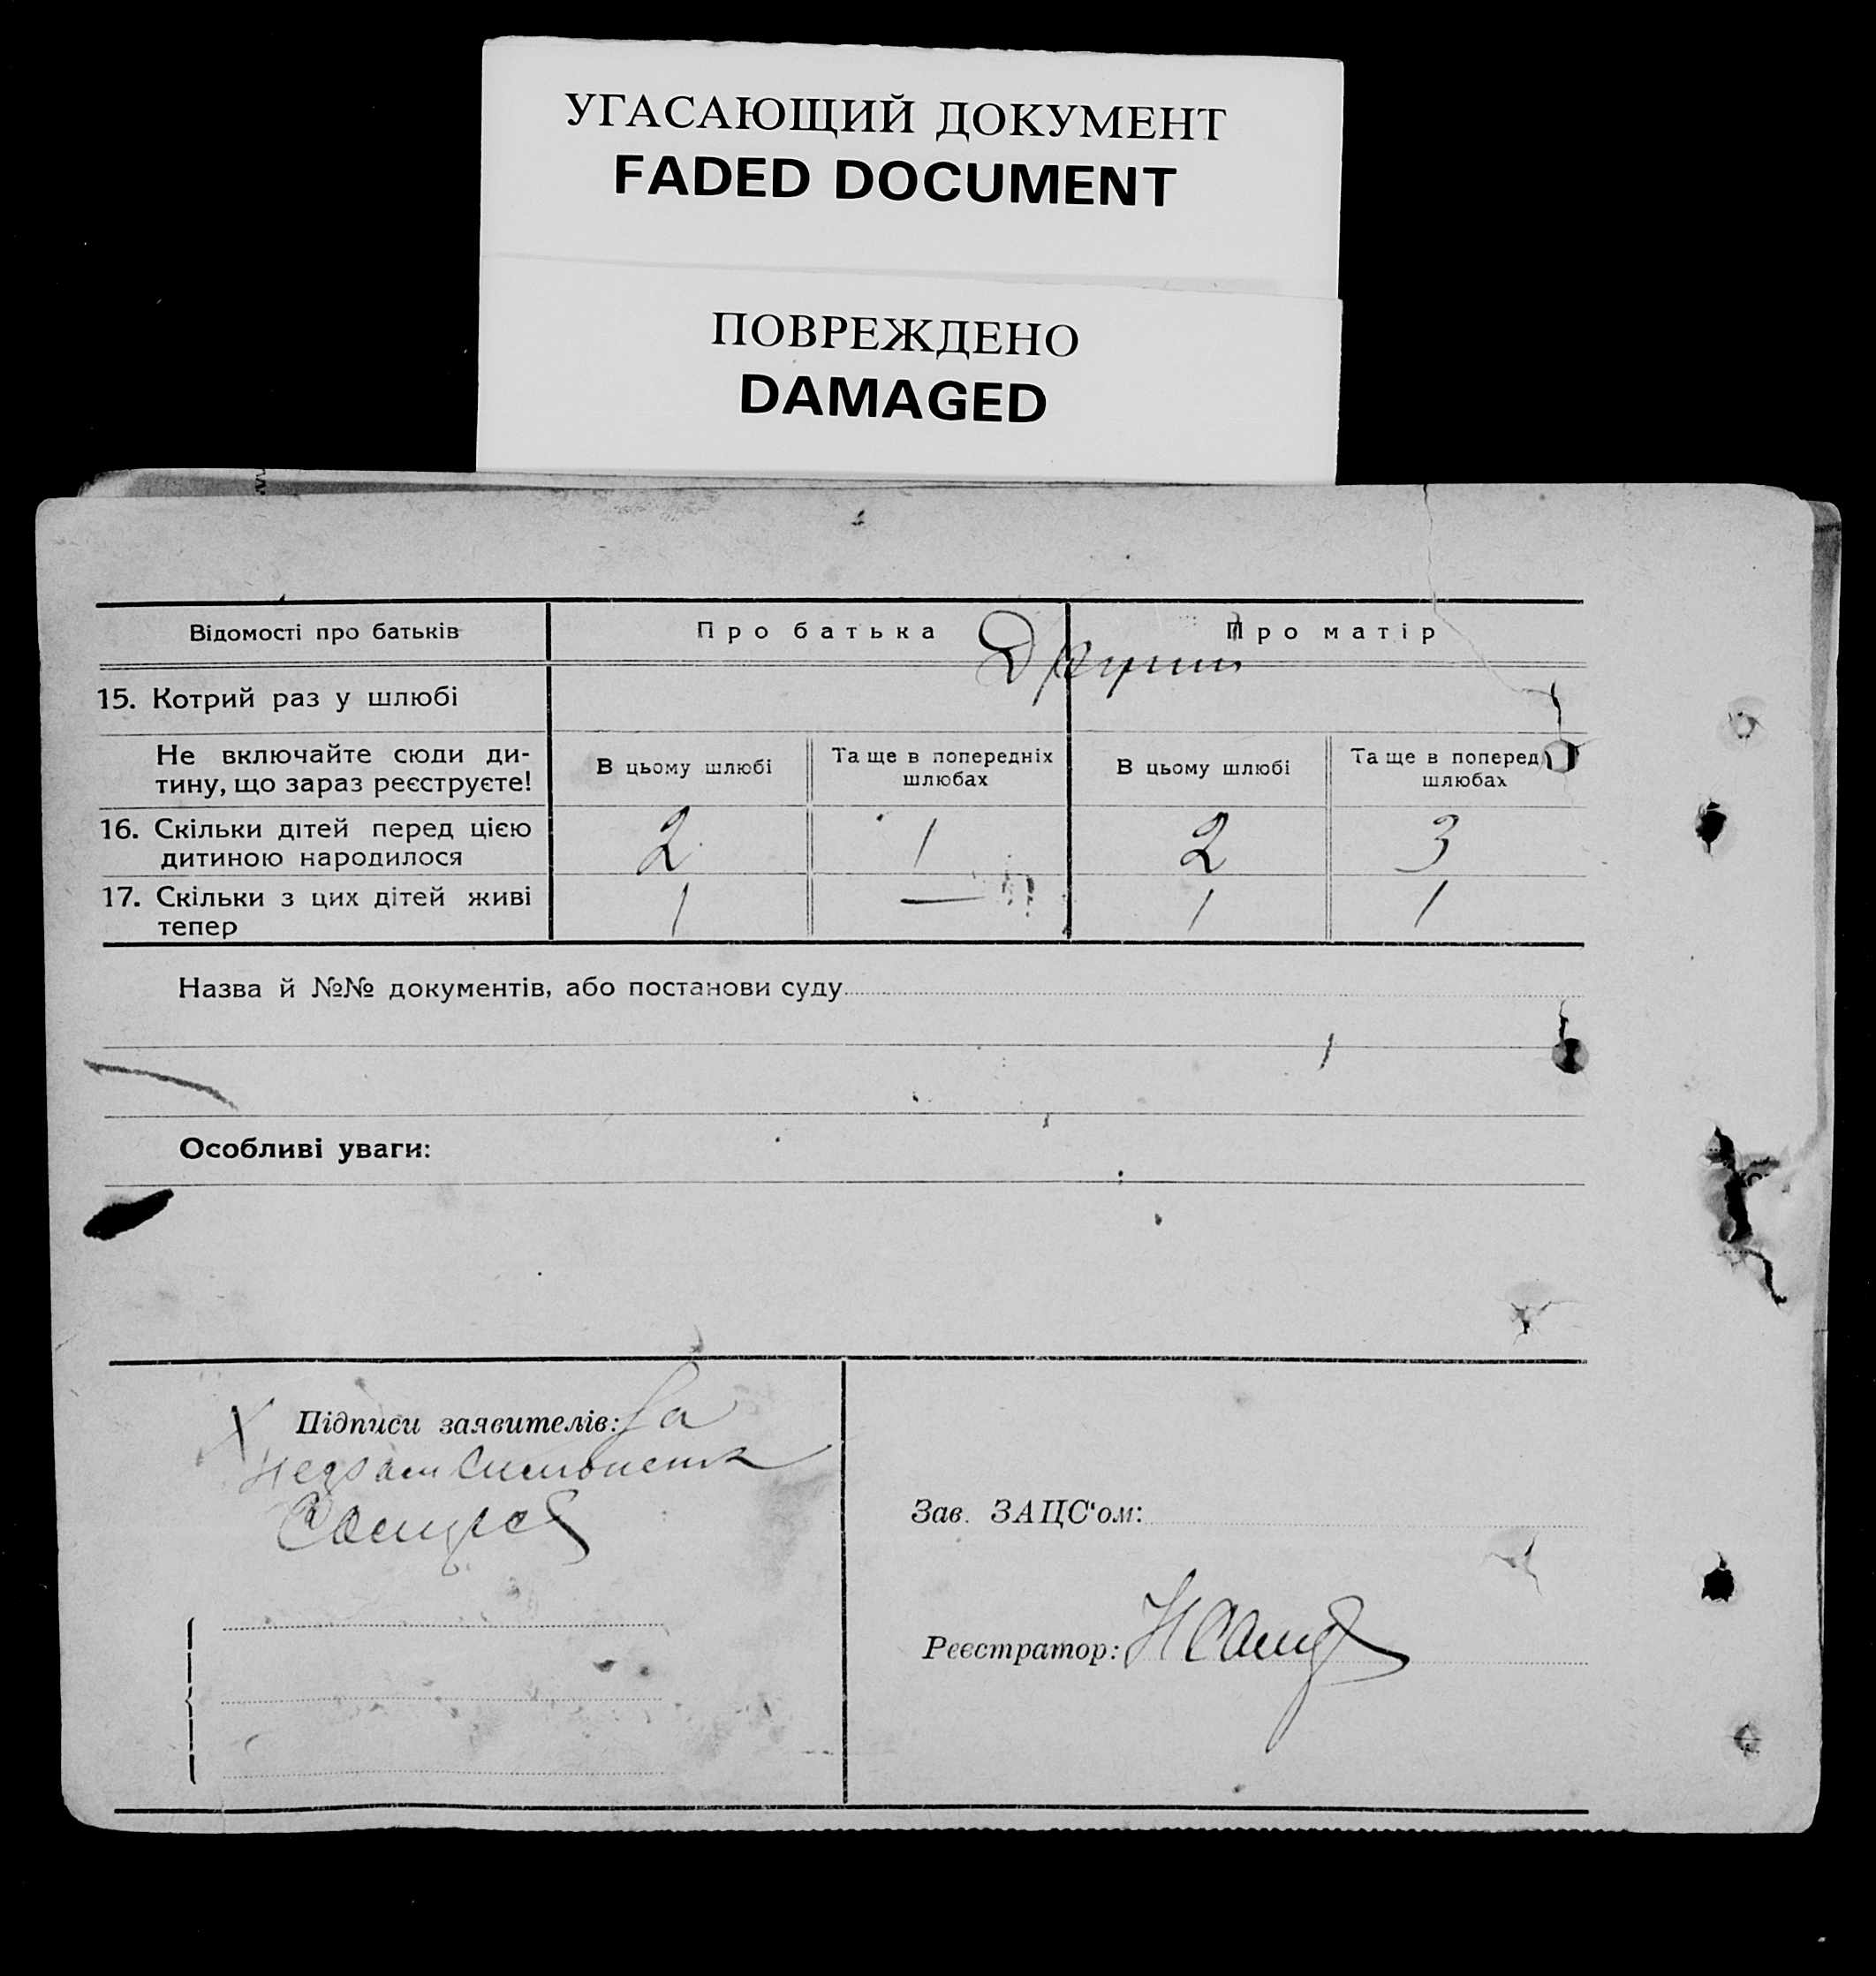 УГАСАЮЩИЙ ДОКУМЕНТ
FADED DOCUMENT
ПОВРЕЖДЕНО
DAMAGED
Відомості про батьків
Про батька
Про матір
15. Котрий раз у шлюбі
Другий
Не включайте сюди ди-
тину, що зараз реєструєте!
В цьому шлюбі
Та ще в попередніх
шлюбах
В цьому шлюбі
Та ще в поперед
шлюбах
16. Скільки дітей перед цією
дитиною народилося
2
1
2
3
17. Скільки з цих дітей живі
тепер
1
—
1
1
Назва й №№ документів, або постанови суду
Особливі уваги:
Підписи заявителів: За
Зав. ЗАЦС'ом:
Реєстратор: